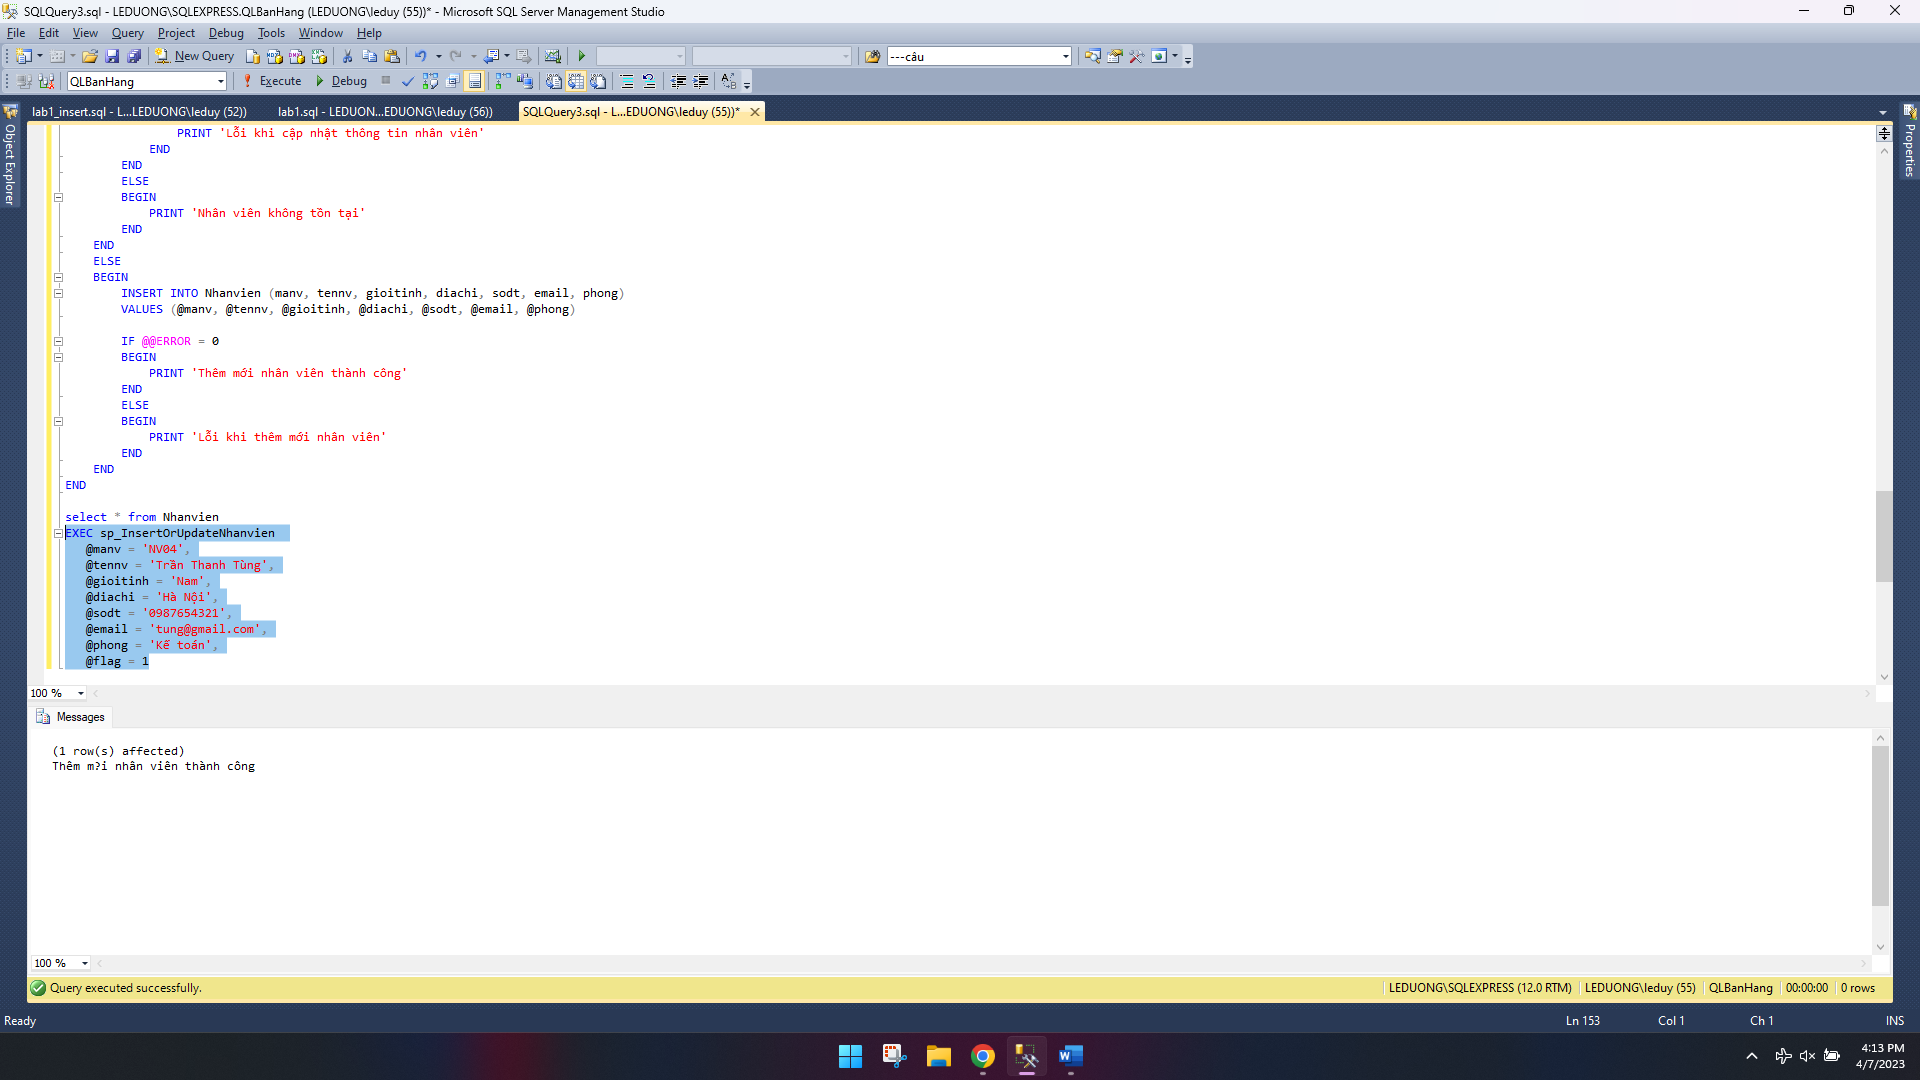 SQLQuery3.sql - LEDUONG\SQLEXPRESS.QLBanHang (LEDUONG\leduy (55))* - Microsoft SQL Server Management Studio
File Edit View Query Project Debug Tools Window Help
New Query ---câu
QLBanHang Execute Debug
lab1_insert.sql - L...LEDUONG\leduy (52)) lab1.sql - LEDUON...EDUONG\leduy (56)) SQLQuery3.sql - L...EDUONG\leduy (55))*
Object Explorer
Properties
PRINT 'Lỗi khi cập nhật thông tin nhân viên'
END
END
ELSE
BEGIN
PRINT 'Nhân viên không tồn tại'
END
END
ELSE
BEGIN
INSERT INTO Nhanvien (manv, tennv, gioitinh, diachi, sodt, email, phong)
VALUES (@manv, @tennv, @gioitinh, @diachi, @sodt, @email, @phong)
IF @@ERROR = 0
BEGIN
PRINT 'Thêm mới nhân viên thành công'
END
ELSE
BEGIN
PRINT 'Lỗi khi thêm mới nhân viên'
END
END
END
select * from Nhanvien
EXEC sp_InsertOrUpdateNhanvien
@manv = 'NV04',
@tennv = 'Trần Thanh Tùng',
@gioitinh = 'Nam',
@diachi = 'Hà Nội',
@sodt = '0987654321',
@email = 'tung@gmail.com',
@phong = 'Kế toán',
@flag = 1
100 %
Messages
(1 row(s) affected)
Thêm m?i nhân viên thành công
100 %
Query executed successfully. LEDUONG\SQLEXPRESS (12.0 RTM) LEDUONG\leduy (55) QLBanHang 00:00:00 0 rows
Ready Ln 153 Col 1 Ch 1 INS
4:13 PM
4/7/2023